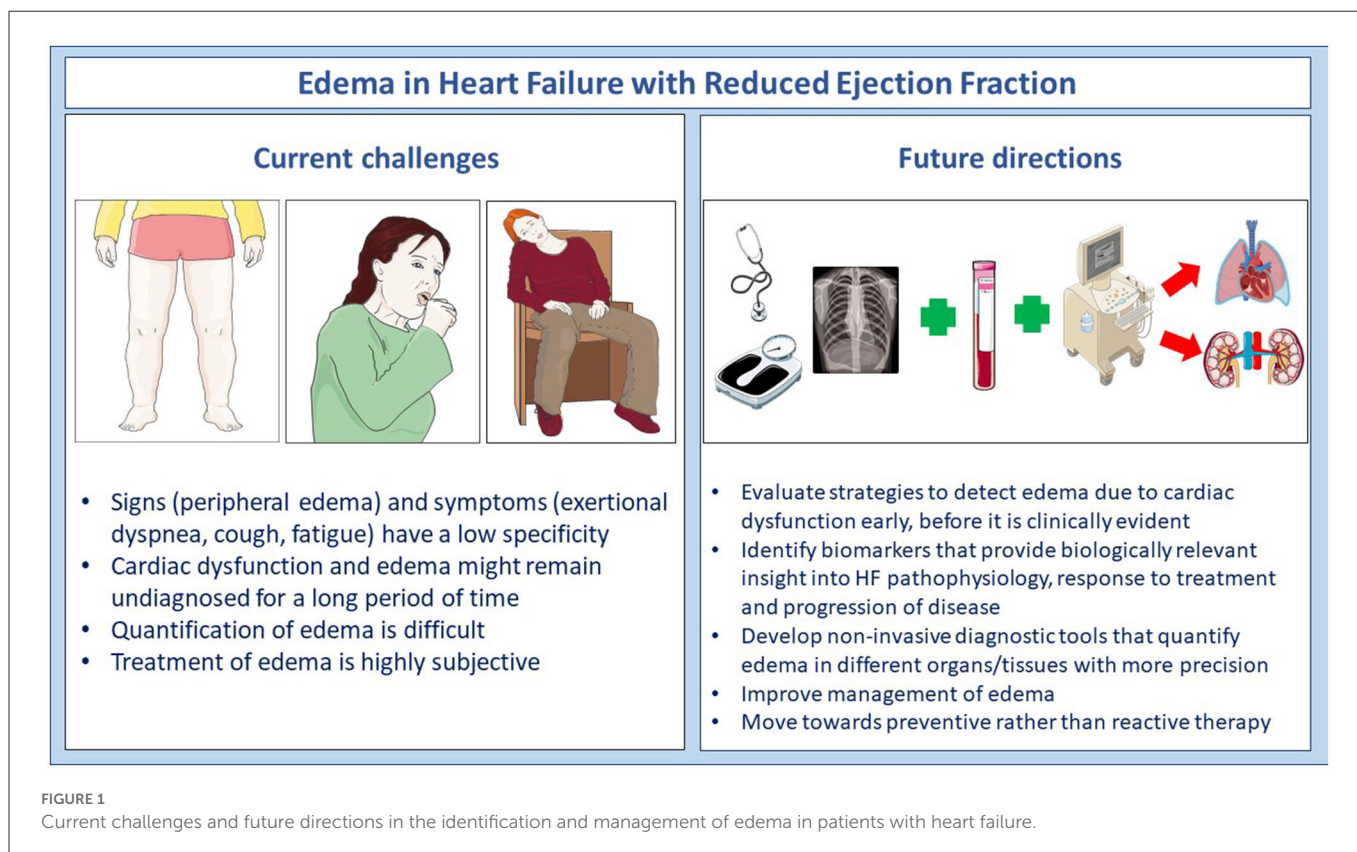 Edema in Heart Failure with Reduced Ejection Fraction
Current challenges
• Signs (peripheral edema) and symptoms (exertional
dyspnea, cough, fatigue) have a low specificity
• Cardiac dysfunction and edema might remain
undiagnosed for a long period of time
• Quantification of edema is difficult
• Treatment of edema is highly subjective
Future directions
• Evaluate strategies to detect edema due to cardiac
dysfunction early, before it is clinically evident
• Identify biomarkers that provide biologically relevant
insight into HF pathophysiology, response to treatment
and progression of disease
• Develop non-invasive diagnostic tools that quantify
edema in different organs/tissues with more precision
• Improve management of edema
• Move towards preventive rather than reactive therapy
FIGURE 1
Current challenges and future directions in the identification and management of edema in patients with heart failure.